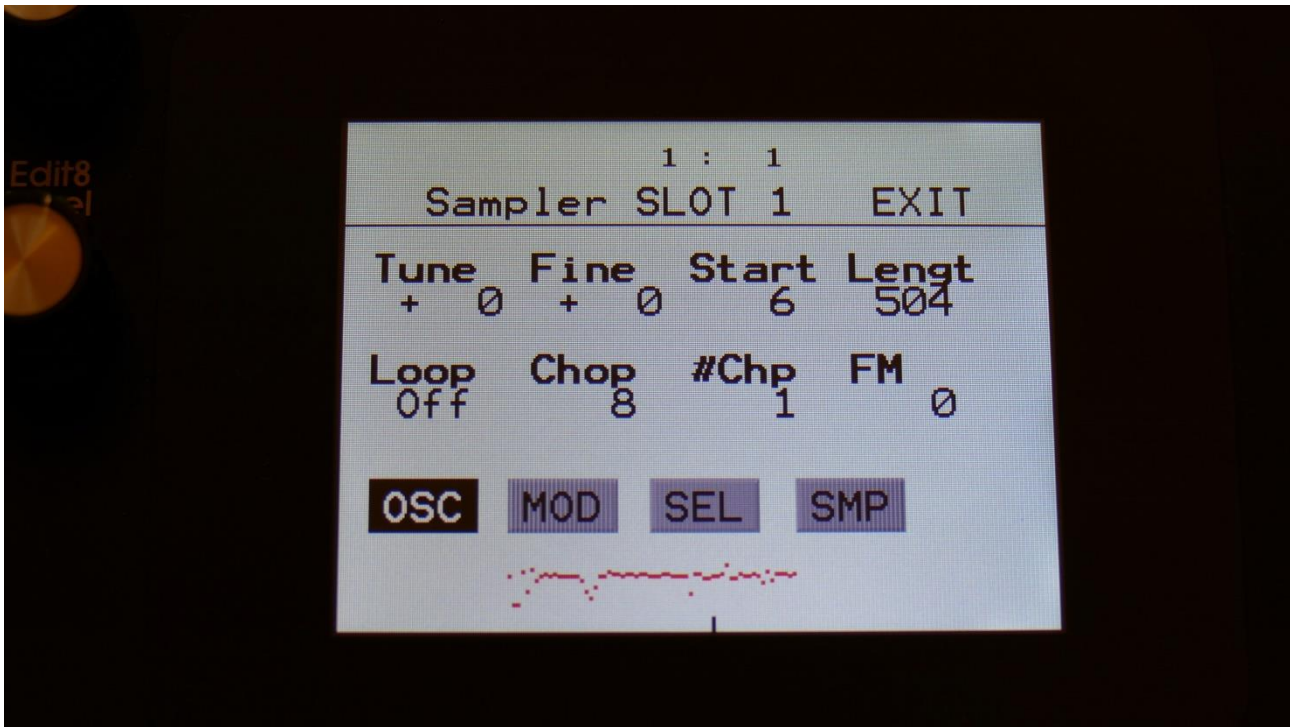 Edit8
el
1 : 1
Sampler SLOT 1 EXIT
Tune Fine Start Lengt
+ 0 + 0 6 504
Loop Chop #Chp FM
Off 8 1 0
OSC MOD SEL SMP